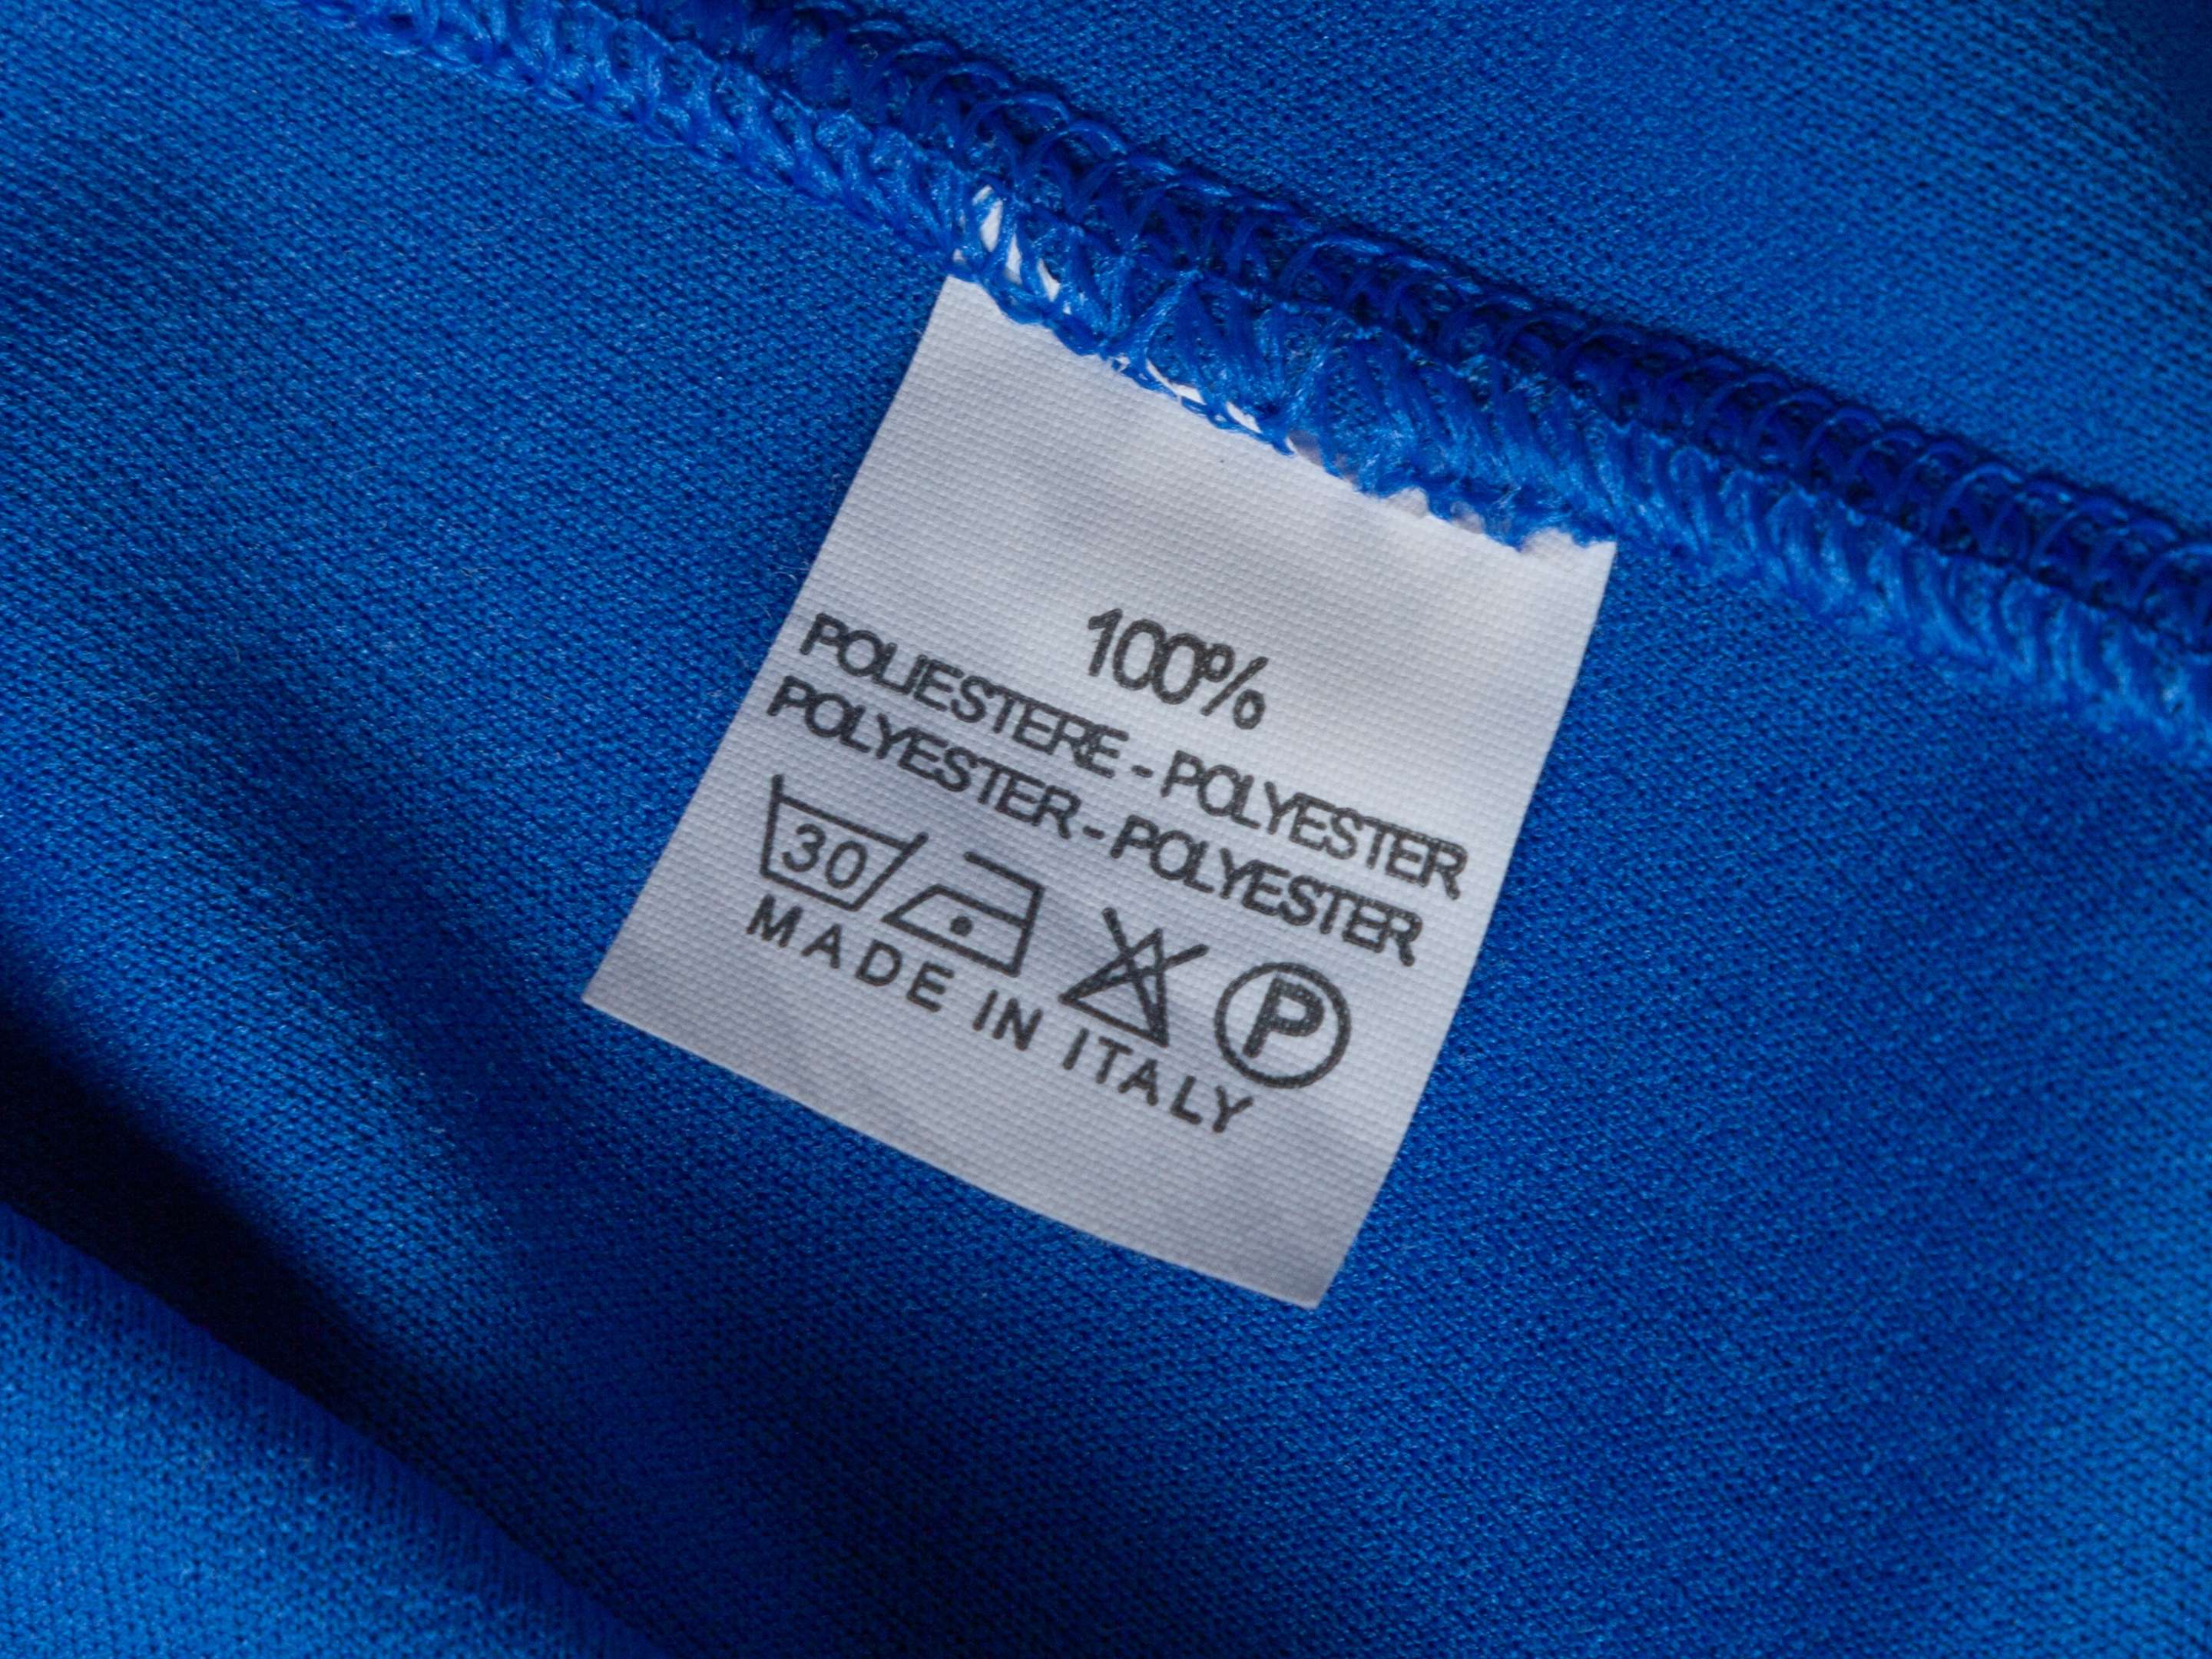 100%
POLIESTERE - POLYESTER
POLYESTER - POLYESTER
30 P
MADE IN ITALY